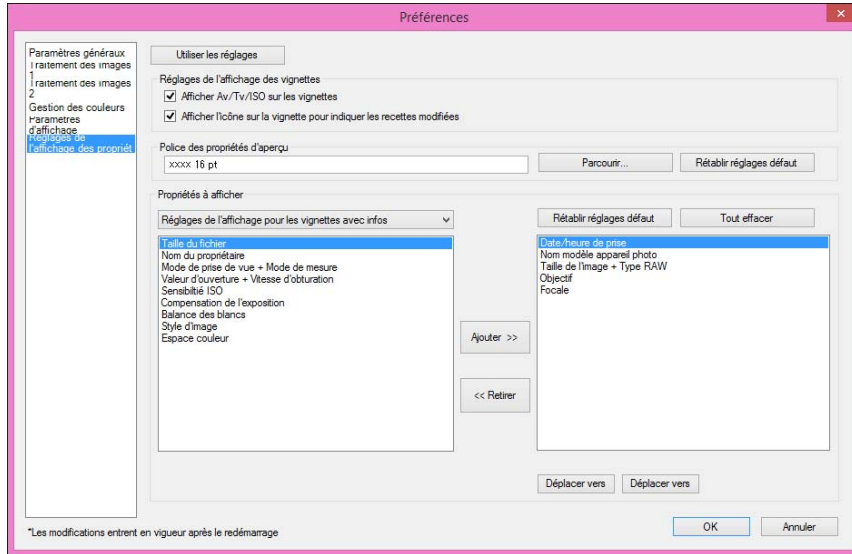 Préférences
Paramètres généraux
Traitement des images
1
Traitement des images
2
Gestion des couleurs
Paramètres
d'affichage
Réglages de
l'affichage des propriét
Utiliser les réglages
Réglages de l'affichage des vignettes
Afficher Av/Tv/ISO sur les vignettes
Afficher l'icône sur la vignette pour indiquer les recettes modifiées
Police des propriétés d'aperçu
xxxx 16 pt
Parcourir...
Rétablir réglages défaut
Propriétés à afficher
Réglages de l'affichage pour les vignettes avec infos
Rétablir réglages défaut
Tout effacer
Taille du fichier
Nom du propriétaire
Mode de prise de vue + Mode de mesure
Valeur d'ouverture + Vitesse d'obturation
Sensibiltié ISO
Compensation de l'exposition
Balance des blancs
Style d'image
Espace couleur
Ajouter >>
<< Retirer
Date/heure de prise
Nom modèle appareil photo
Taille de l'image + Type RAW
Objectif
Focale
Déplacer vers
Déplacer vers
*Les modifications entrent en vigueur après le redémarrage
OK
Annuler